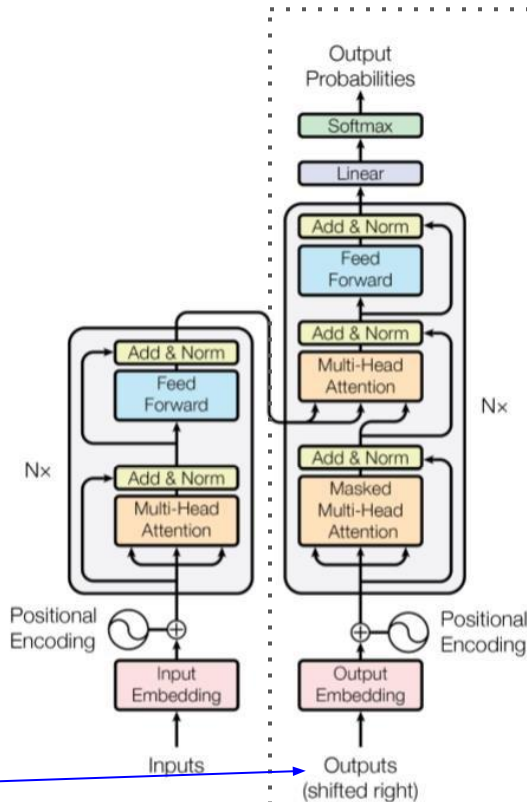 Output
Probabilities
Softmax
Linear
Add & Norm
Feed
Forward
Add & Norm
Multi-Head
Attention
Nx
Add & Norm
Masked
Multi-Head
Attention
Positional
Encoding
Output
Embedding
Outputs
(shifted right)
Add & Norm
Feed
Forward
Nx
Add & Norm
Multi-Head
Attention
Positional
Encoding
Input
Embedding
Inputs